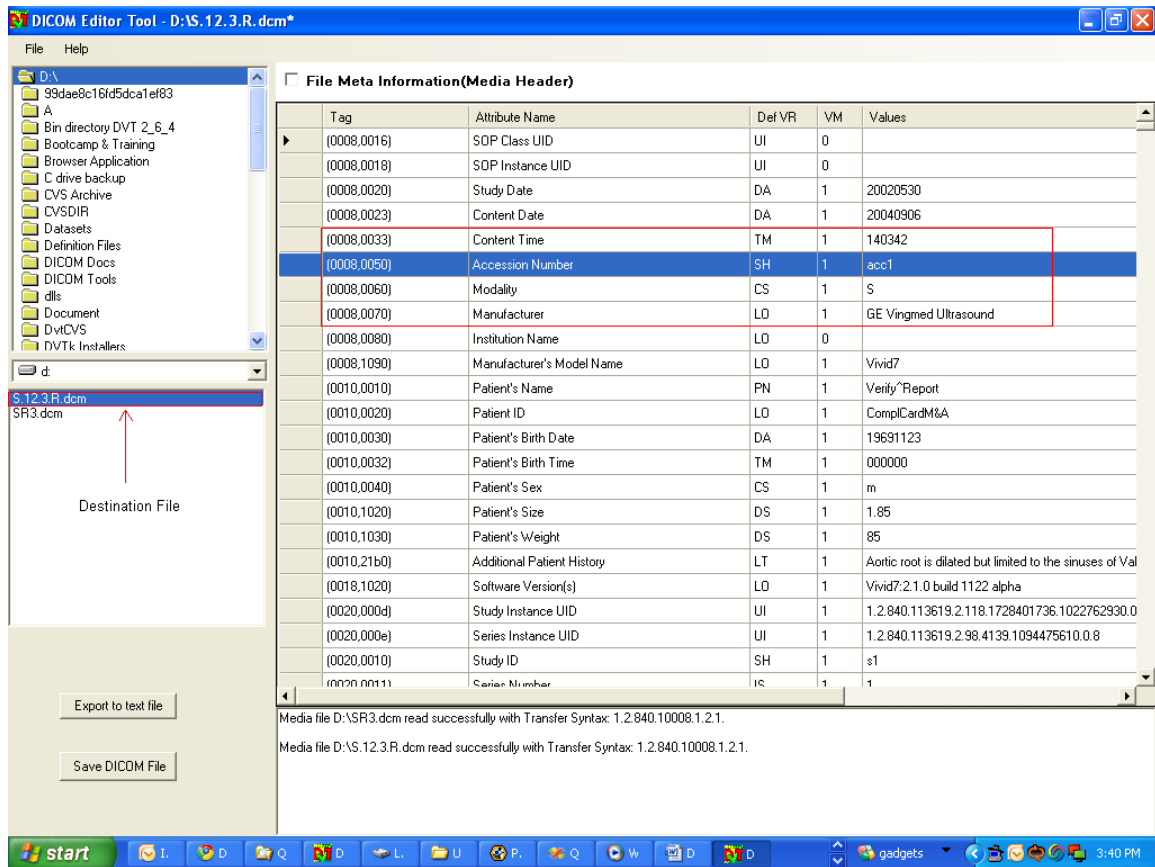 DICOM Editor Tool - D:\S.12.3.R.dcm*
File Help
D:\
99dae8c16fd5dca1ef83
A
Bin directory DVT 2_6_4
Bootcamp & Training
Browser Application
C drive backup
CVS Archive
CVSDIR
Datasets
Definition Files
DICOM Docs
DICOM Tools
dlls
Document
DvtCVS
DVTk Installers
d:
S.12.3.R.dcm
SR3.dcm
Destination File
Export to text file
Save DICOM File
File Meta Information(Media Header)
Tag Attribute Name Def VR VM Values
(0008,0016) SOP Class UID UI 0
(0008,0018) SOP Instance UID UI 0
(0008,0020) Study Date DA 1 20020530
(0008,0023) Content Date DA 1 20040906
(0008,0033) Content Time TM 1 140342
(0008,0050) Accession Number SH 1 acc1
(0008,0060) Modality CS 1 S
(0008,0070) Manufacturer LO 1 GE Vingmed Ultrasound
(0008,0080) Institution Name LO 0
(0008,1090) Manufacturer's Model Name LO 1 Vivid7
(0010,0010) Patient's Name PN 1 Verify^Report
(0010,0020) Patient ID LO 1 ComplCardM&A
(0010,0030) Patient's Birth Date DA 1 19691123
(0010,0032) Patient's Birth Time TM 1 000000
(0010,0040) Patient's Sex CS 1 m
(0010,1020) Patient's Size DS 1 1.85
(0010,1030) Patient's Weight DS 1 85
(0010,21b0) Additional Patient History LT 1 Aortic root is dilated but limited to the sinuses of Val
(0018,1020) Software Version(s) LO 1 Vivid7:2.1.0 build 1122 alpha
(0020,000d) Study Instance UID UI 1 1.2.840.113619.2.118.1728401736.1022762930.0
(0020,000e) Series Instance UID UI 1 1.2.840.113619.2.98.4139.1094475610.0.8
(0020,0010) Study ID SH 1 s1
(0020,0011) Series Number IS 1 1
Media file D:\SR3.dcm read successfully with Transfer Syntax: 1.2.840.10008.1.2.1.
Media file D:\S.12.3.R.dcm read successfully with Transfer Syntax: 1.2.840.10008.1.2.1.
start I. D Q D L. U P. Q W D D gadgets 3:40 PM